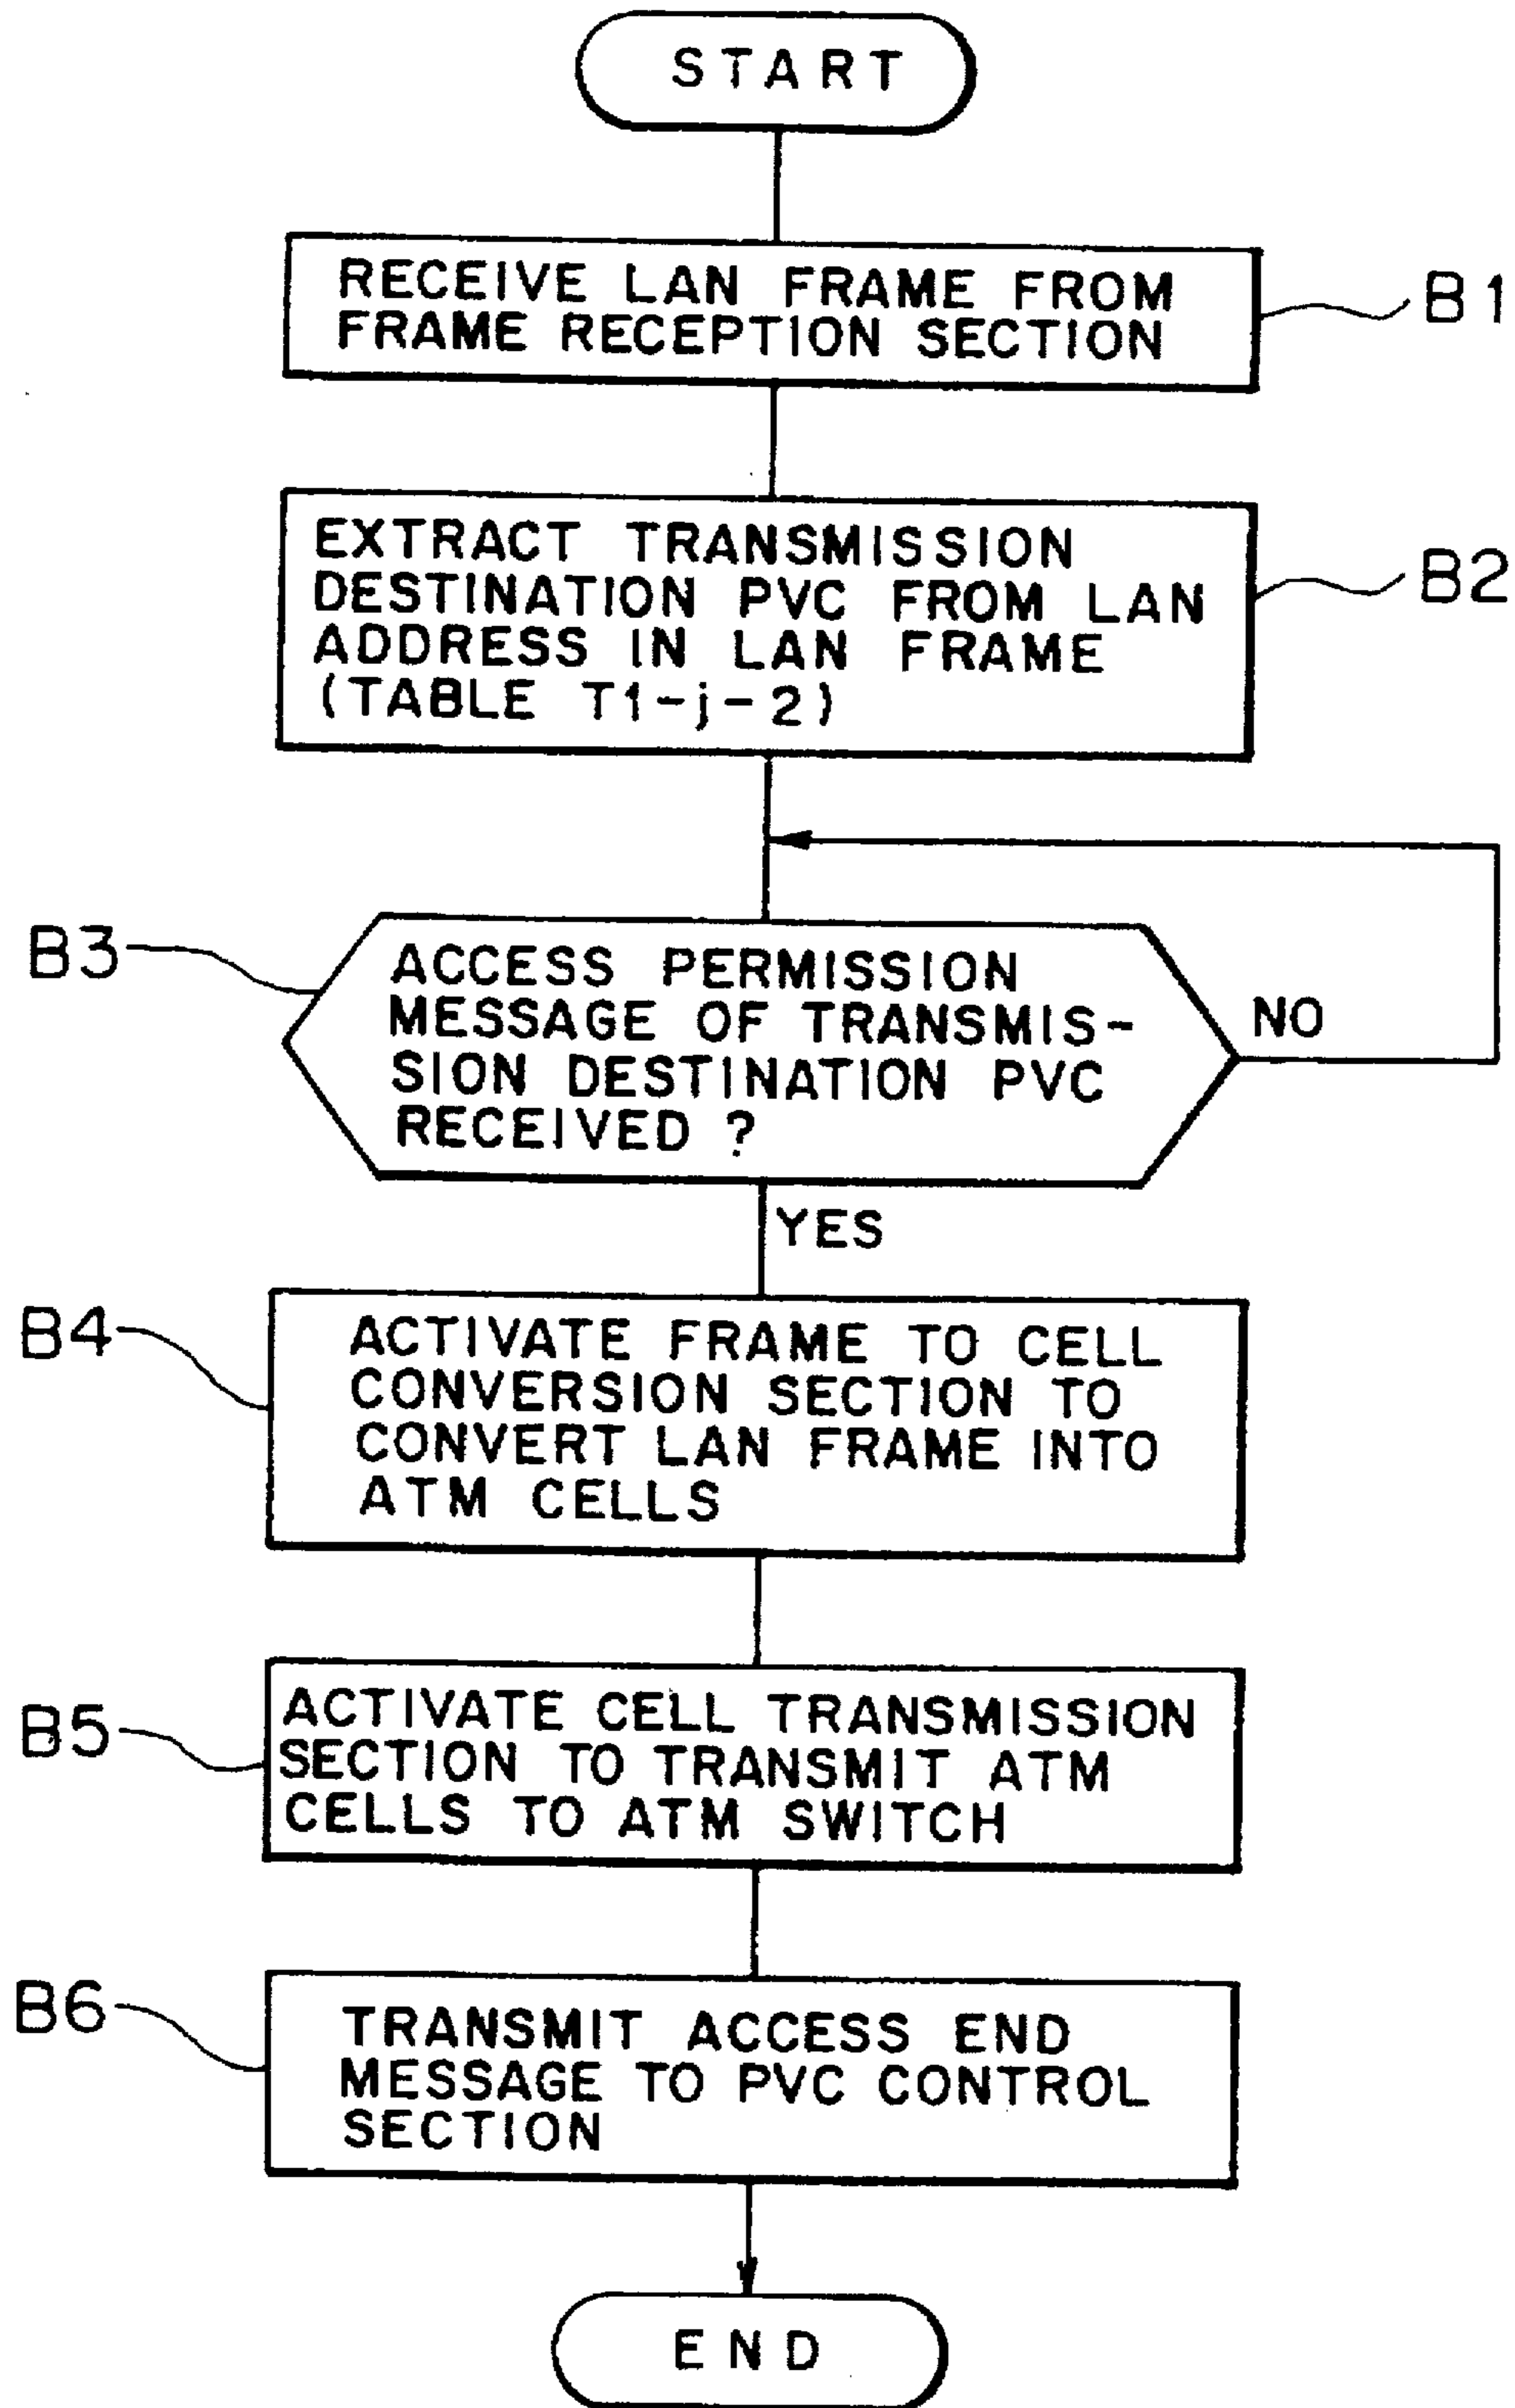 START
RECEIVE LAN FRAME FROM
FRAME RECEPTION SECTION
B1
EXTRACT TRANSMISSION
DESTINATION PVC FROM LAN
ADDRESS IN LAN FRAME
(TABLE T1-j-2)
B2
B3
ACCESS PERMISSION
MESSAGE OF TRANSMIS-
SION DESTINATION PVC
RECEIVED ?
NO
YES
B4
ACTIVATE FRAME TO CELL
CONVERSION SECTION TO
CONVERT LAN FRAME INTO
ATM CELLS
B5
ACTIVATE CELL TRANSMISSION
SECTION TO TRANSMIT ATM
CELLS TO ATM SWITCH
B6
TRANSMIT ACCESS END
MESSAGE TO PVC CONTROL
SECTION
END